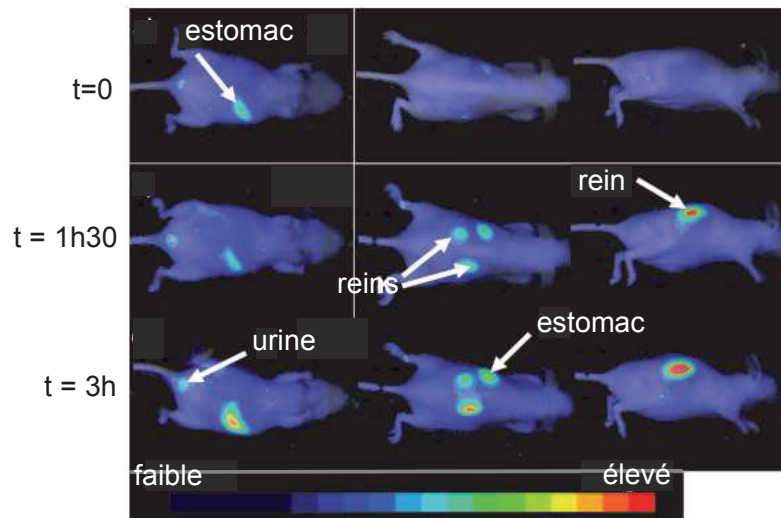 estomac
t=0
rein
t = 1h30
reins
estomac
urine
t = 3h
faible
élevé